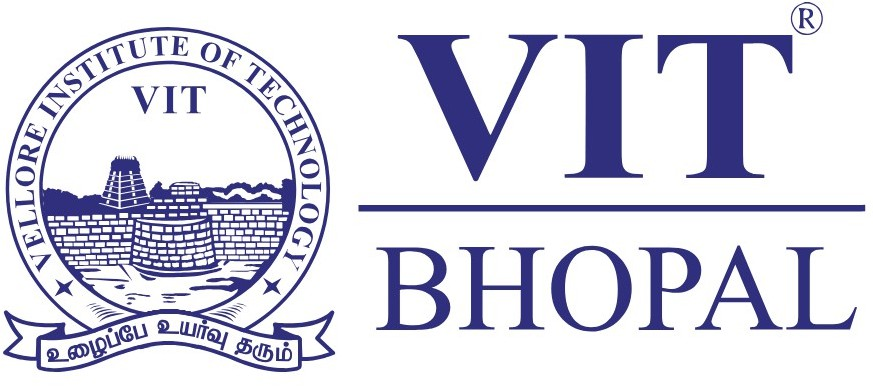 VELLORE INSTITUTE OF TECHNOLOGY
VIT
உழைப்பே உயர்வு தரும்
VIT®
BHOPAL